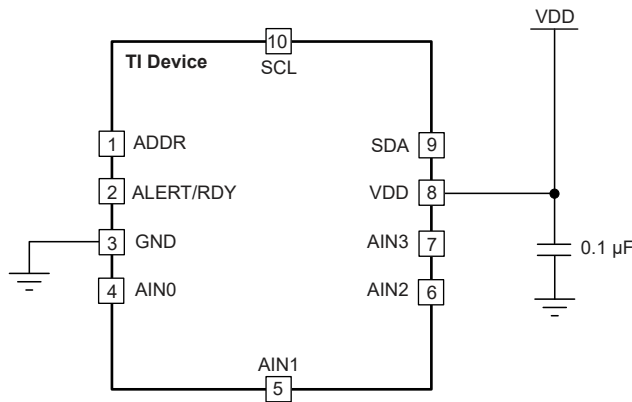 VDD
10
TI Device
SCL
1 ADDR
SDA 9
2 ALERT/RDY
VDD 8
3 GND
AIN3 7
0.1 µF
4 AIN0
AIN2 6
AIN1
5